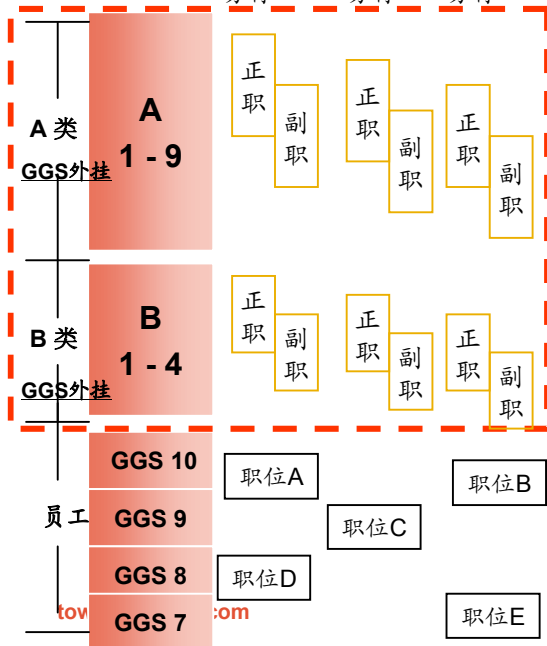 A 类
GGS外挂
A
1 - 9
正职
副职
正职
副职
正职
副职
B 类
GGS外挂
B
1 - 4
正职
副职
正职
副职
正职
副职
员工
GGS 10
职位A
职位B
GGS 9
职位C
GGS 8
职位D
GGS 7
职位E